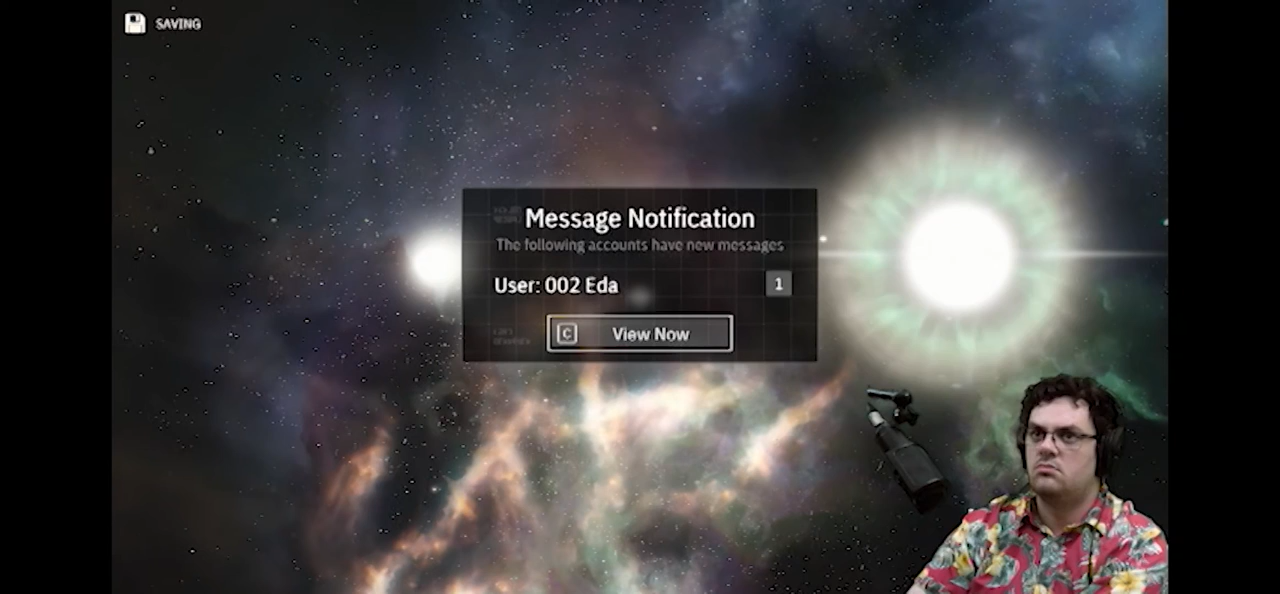 SAVING
Message Notification
The following accounts have new messages
User: 002 Eda 1
C View Now